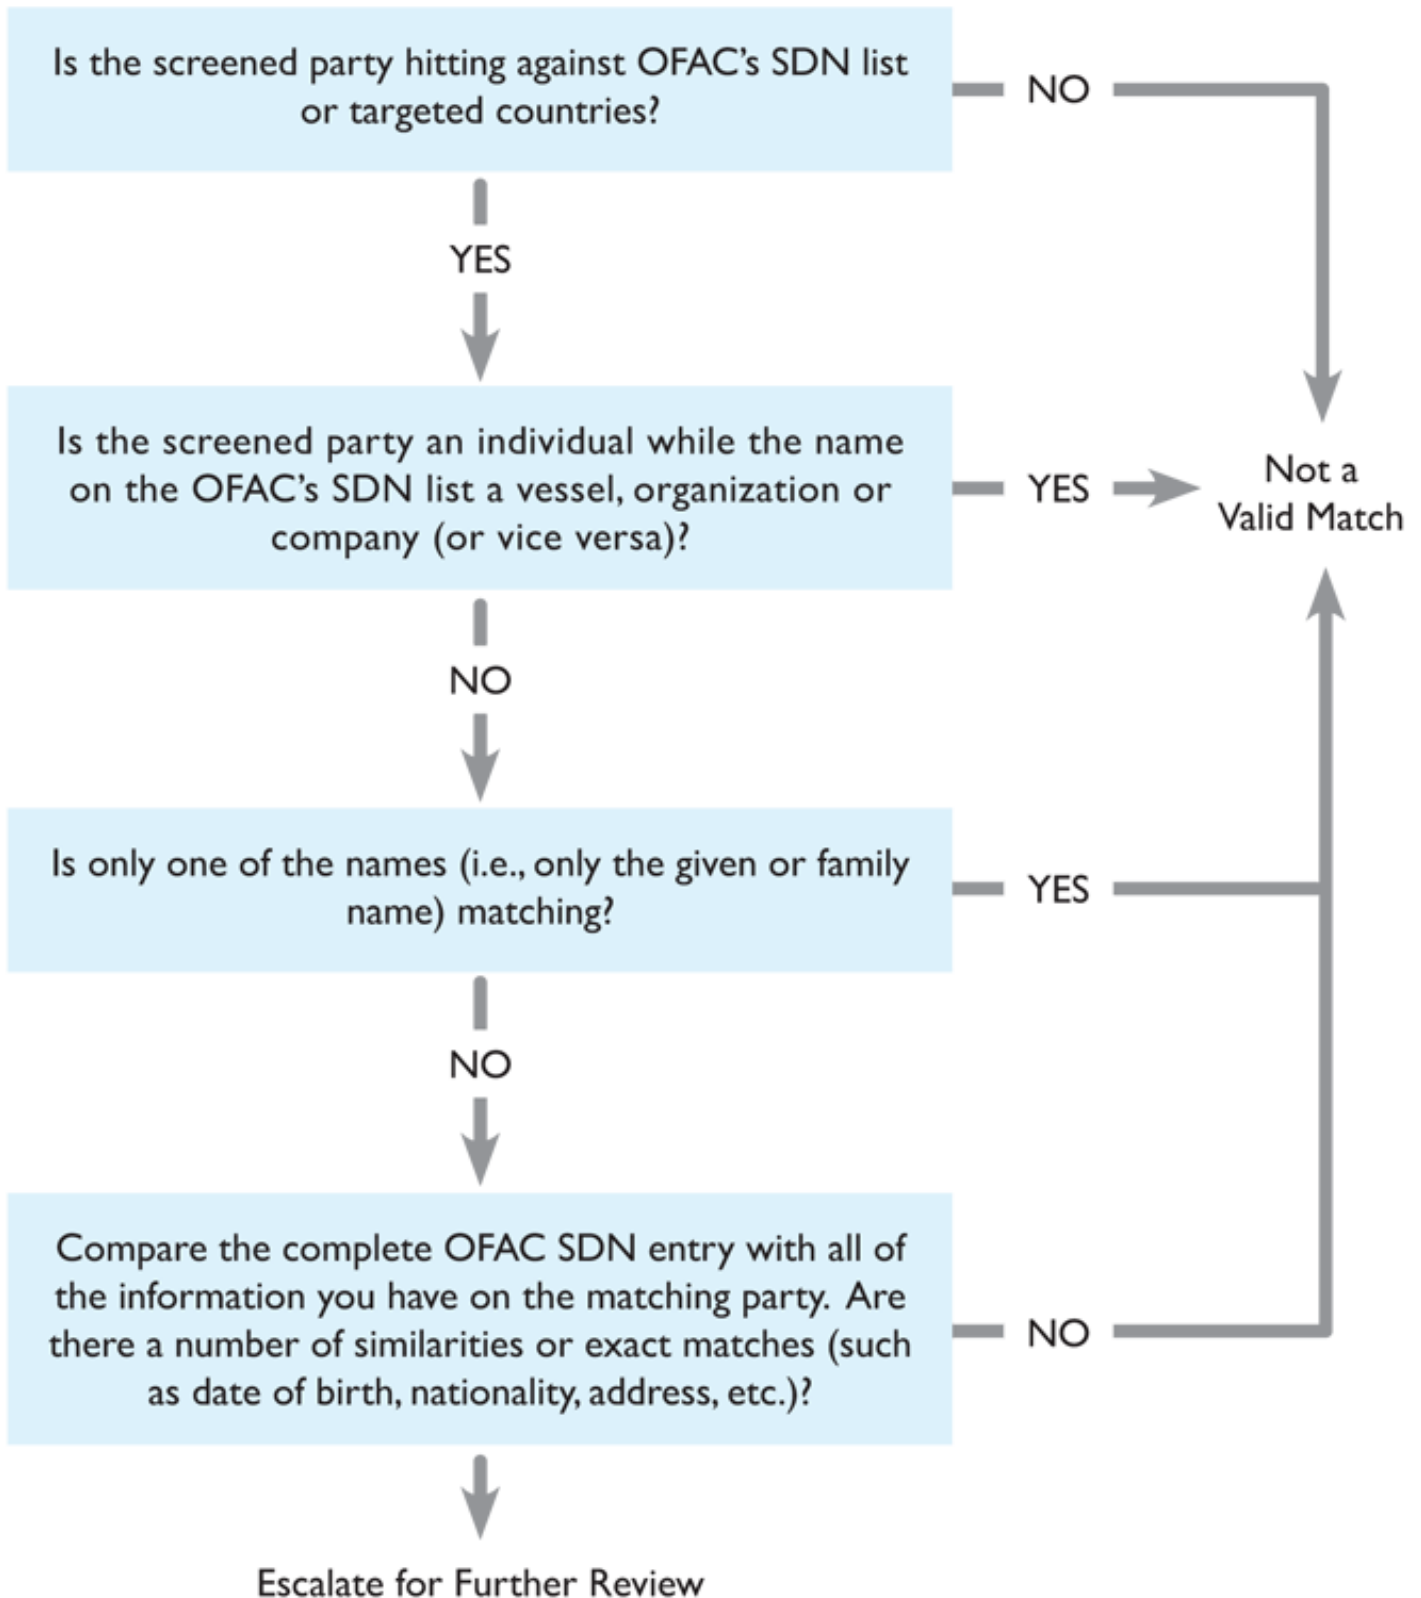 Is the screened party hitting against OFAC's SDN list
or targeted countries?
NO
YES
Is the screened party an individual while the name
on the OFAC's SDN list a vessel, organization or
company (or vice versa)?
YES
Not a
Valid Match
NO
Is only one of the names (i.e., only the given or family
name) matching?
YES
NO
Compare the complete OFAC SDN entry with all of
the information you have on the matching party. Are
there a number of similarities or exact matches (such
as date of birth, nationality, address, etc.)?
NO
Escalate for Further Review